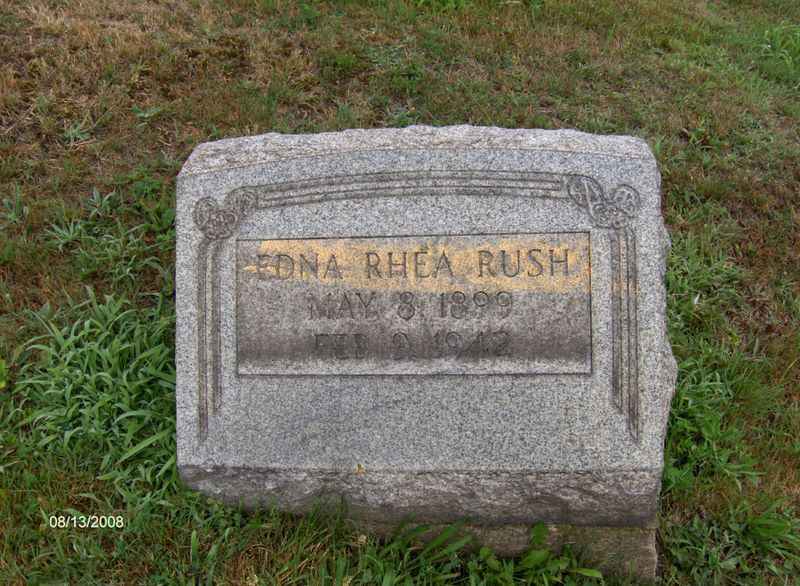 EDNA RHEA RUSH
MAY 8, 1899
FEB 9, 1942
08/13/2008